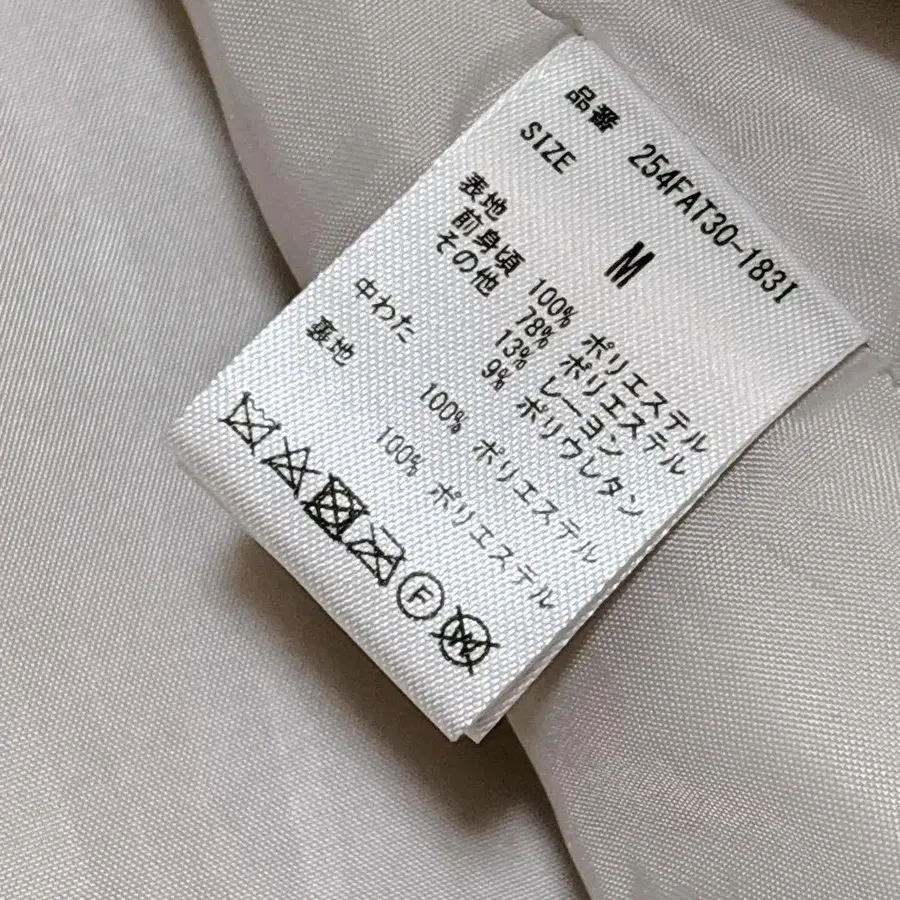 品番 254FAT30-183I
SIZE M
表地
前身頃 100% ポリエステル
その他 78% ポリエステル
13% レーヨン
9% ポリウレタン
中わた 100% ポリエステル
裏地 100% ポリエステル
F
W